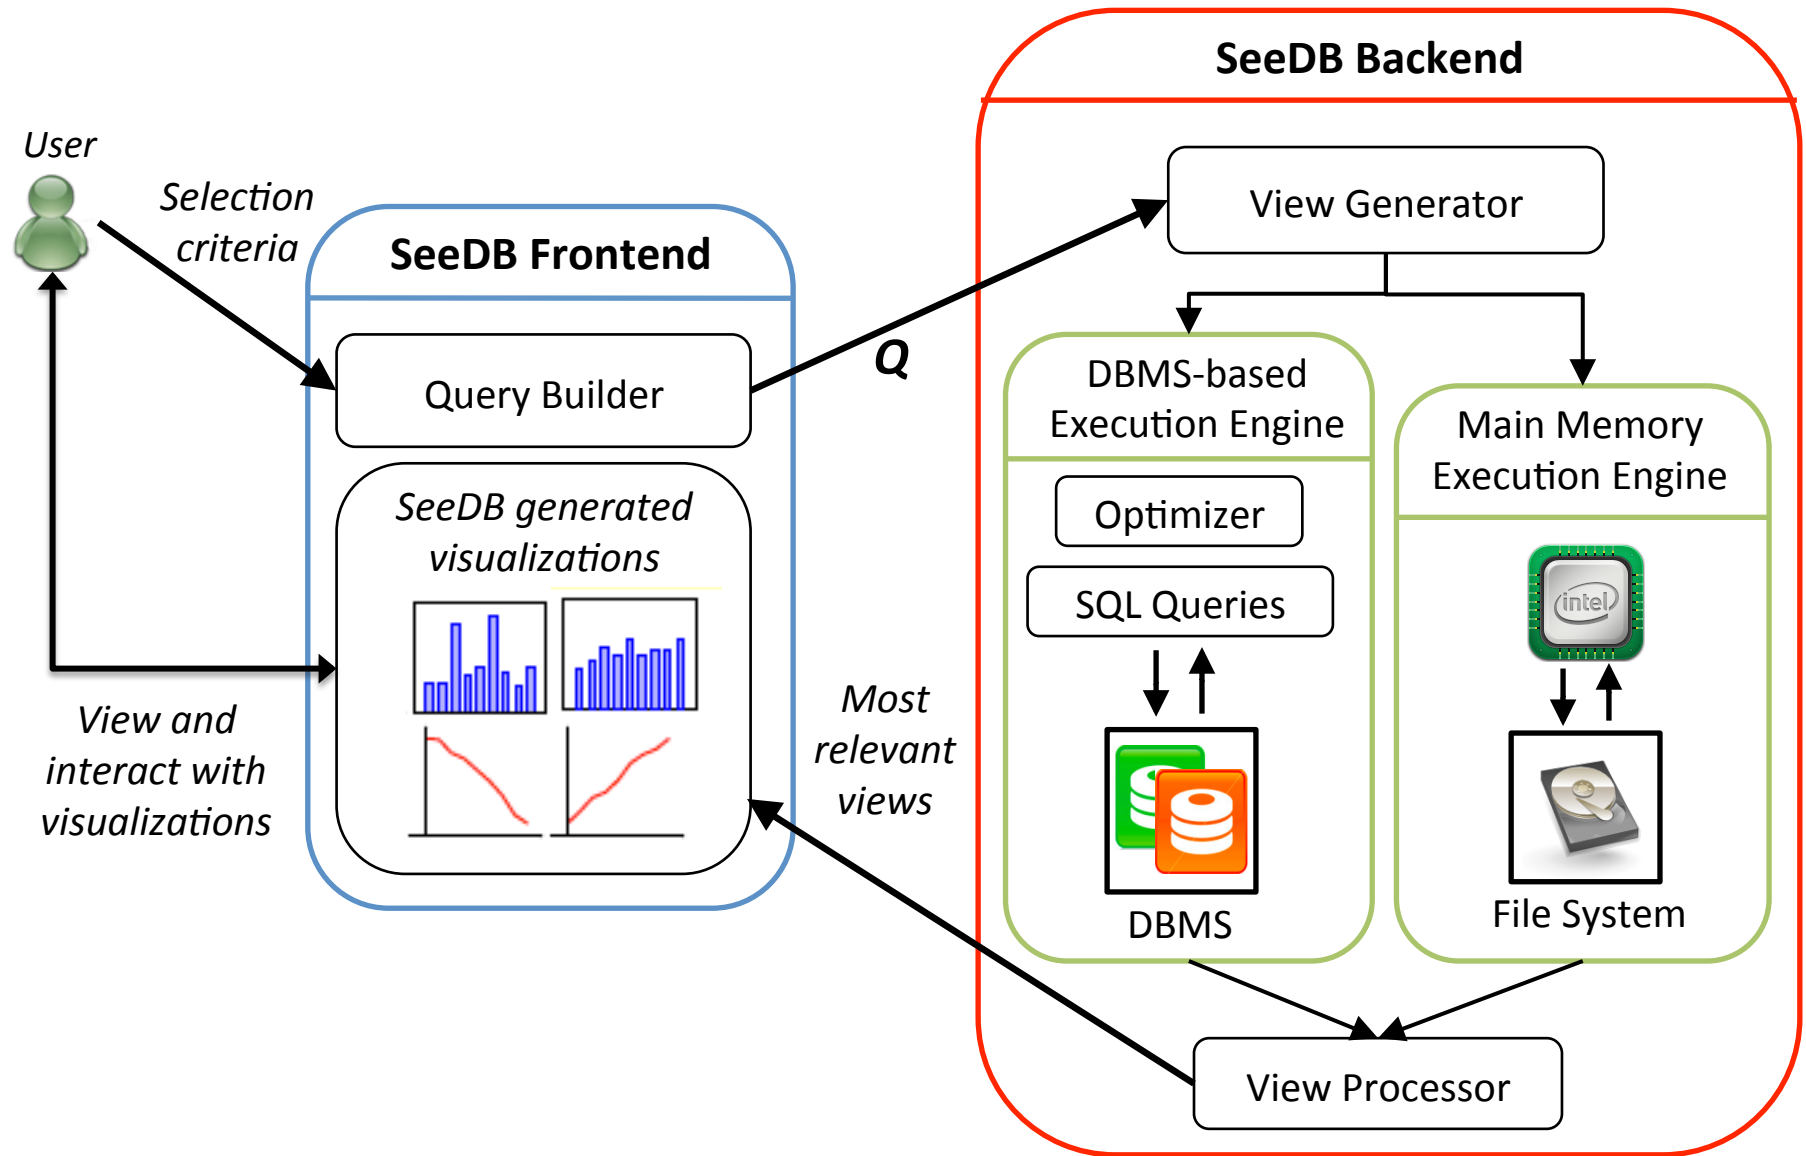 SeeDB Backend
User
Selection
criteria
SeeDB Frontend
View Generator
Query Builder
Q
DBMS-based
Execution Engine
Main Memory
Execution Engine
SeeDB generated
visualizations
Optimizer
SQL Queries
intel
View and
interact with
visualizations
Most
relevant
views
DBMS
File System
View Processor